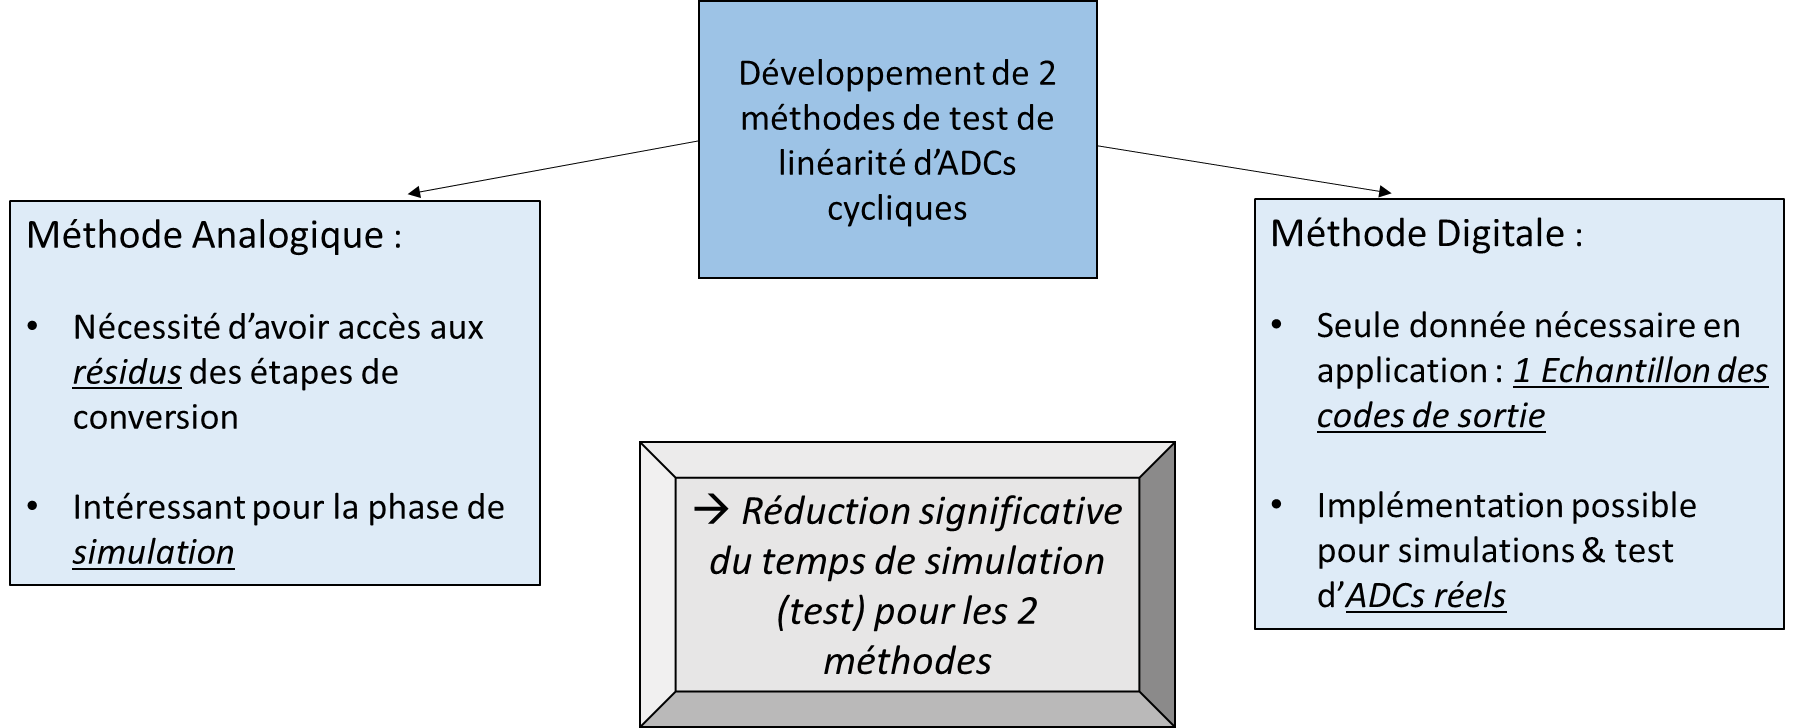 Développement de 2
méthodes de test de
linéarité d’ADCs
cycliques
Méthode Analogique :
• Nécessité d’avoir accès aux
résidus des étapes de
conversion
• Intéressant pour la phase de
simulation
Méthode Digitale :
• Seule donnée nécessaire en
application : 1 Echantillon des
codes de sortie
• Implémentation possible
pour simulations & test
d’ADCs réels
→ Réduction significative
du temps de simulation
(test) pour les 2
méthodes